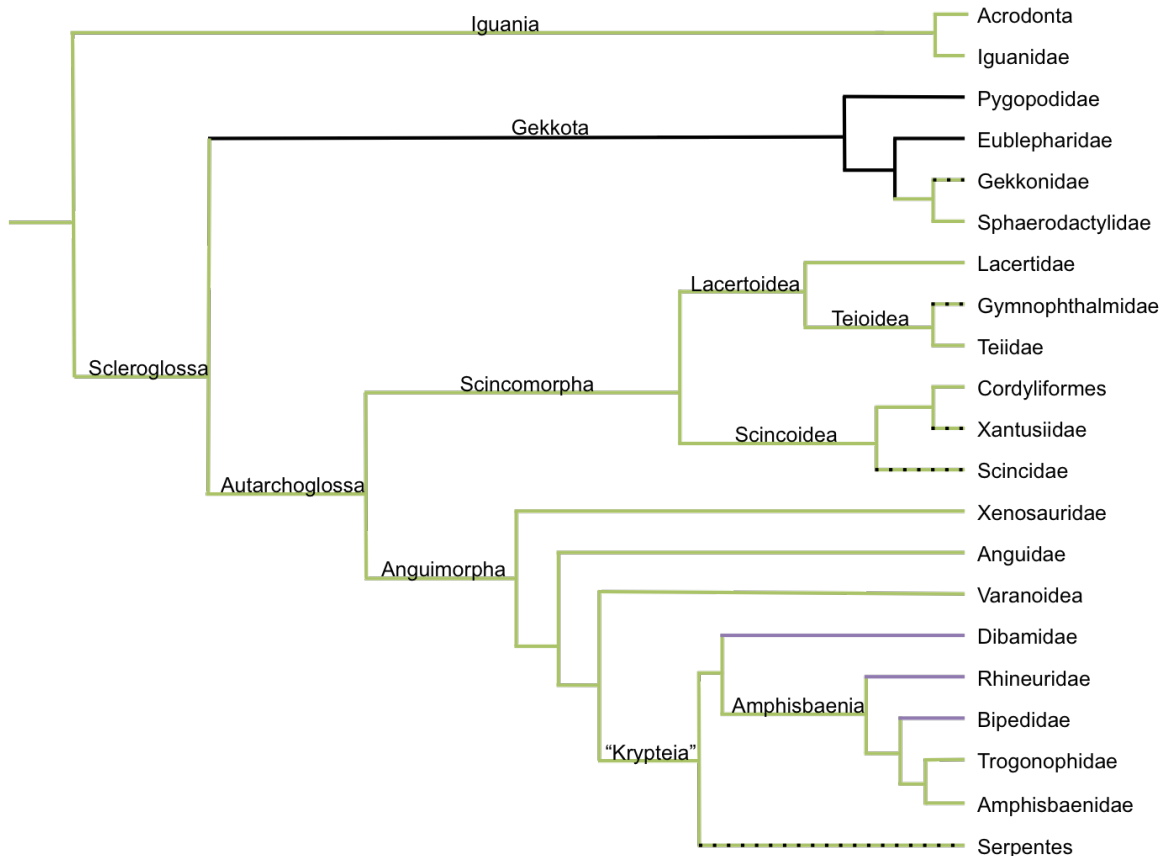 Acrodonta
Iguania
Iguanidae
Pygopodidae
Gekkota
Eublepharidae
Gekkonidae
Sphaerodactylidae
Lacertidae
Lacertoidea
Gymnophthalmidae
Teioidea
Teiidae
Scleroglossa
Scincomorpha
Cordyliformes
Xantusiidae
Scincoidea
Scincidae
Autarchoglossa
Xenosauridae
Anguidae
Anguimorpha
Varanoidea
Dibamidae
Rhineuridae
Amphisbaenia
Bipedidae
“Krypteia”
Trogonophidae
Amphisbaenidae
Serpentes